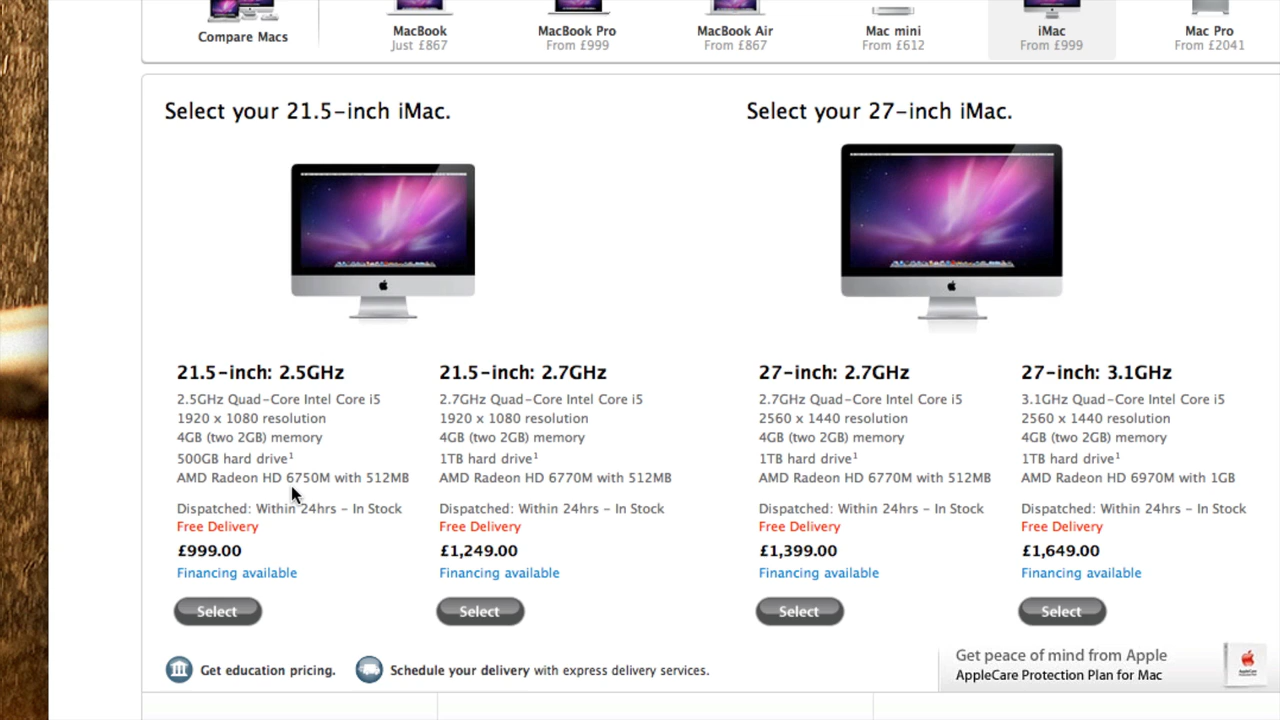 Compare Macs
MacBook
Just £867
MacBook Pro
From £999
MacBook Air
From £867
Mac mini
From £612
iMac
From £999
Mac Pro
From £2041
Select your 21.5-inch iMac.
Select your 27-inch iMac.
21.5-inch: 2.5GHz
2.5GHz Quad-Core Intel Core i5
1920 x 1080 resolution
4GB (two 2GB) memory
500GB hard drive¹
AMD Radeon HD 6750M with 512MB
Dispatched: Within 24hrs - In Stock
Free Delivery
£999.00
Financing available
Select
21.5-inch: 2.7GHz
2.7GHz Quad-Core Intel Core i5
1920 x 1080 resolution
4GB (two 2GB) memory
1TB hard drive¹
AMD Radeon HD 6770M with 512MB
Dispatched: Within 24hrs - In Stock
Free Delivery
£1,249.00
Financing available
Select
27-inch: 2.7GHz
2.7GHz Quad-Core Intel Core i5
2560 x 1440 resolution
4GB (two 2GB) memory
1TB hard drive¹
AMD Radeon HD 6770M with 512MB
Dispatched: Within 24hrs - In Stock
Free Delivery
£1,399.00
Financing available
Select
27-inch: 3.1GHz
3.1GHz Quad-Core Intel Core i5
2560 x 1440 resolution
4GB (two 2GB) memory
1TB hard drive¹
AMD Radeon HD 6970M with 1GB
Dispatched: Within 24hrs - In Stock
Free Delivery
£1,649.00
Financing available
Select
Get education pricing.
Schedule your delivery with express delivery services.
Get peace of mind from Apple
AppleCare Protection Plan for Mac